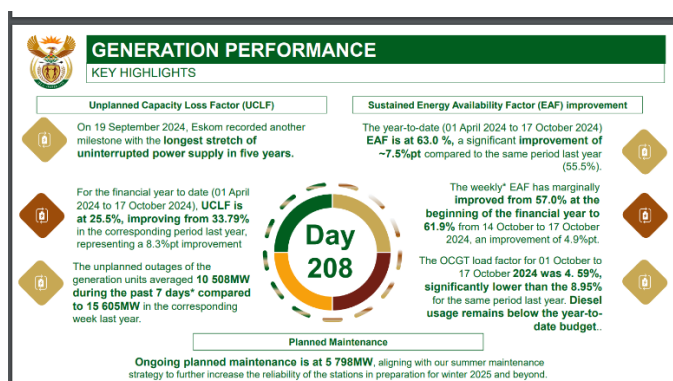 GENERATION PERFORMANCE
KEY HIGHLIGHTS
Unplanned Capacity Loss Factor (UCLF)
On 19 September 2024, Eskom recorded another
milestone with the longest stretch of
uninterrupted power supply in five years.
For the financial year to date (01 April
2024 to 17 October 2024), UCLF is
at 25.5%, improving from 33.79%
in the corresponding period last year,
representing a 8.3%pt improvement
The unplanned outages of the
generation units averaged 10 508MW
during the past 7 days* compared
to 15 605MW in the corresponding
week last year.
Day
208
Sustained Energy Availability Factor (EAF) improvement
The year-to-date (01 April 2024 to 17 October 2024)
EAF is at 63.0 %, a significant improvement of
~7.5%pt compared to the same period last year
(55.5%).
The weekly* EAF has marginally
improved from 57.0% at the
beginning of the financial year to
61.9% from 14 October to 17 October
2024, an improvement of 4.9%pt.
The OCGT load factor for 01 October to
17 October 2024 was 4. 59%,
significantly lower than the 8.95%
for the same period last year. Diesel
usage remains below the year-to-
date budget..
Planned Maintenance
Ongoing planned maintenance is at 5 798MW, aligning with our summer maintenance
strategy to further increase the reliability of the stations in preparation for winter 2025 and beyond.